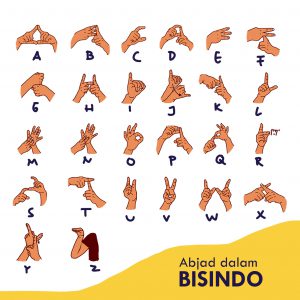 A B C D E F
G H I J K L
M N O P Q R
S T U V W X
Y Z
Abjad dalam
BISINDO